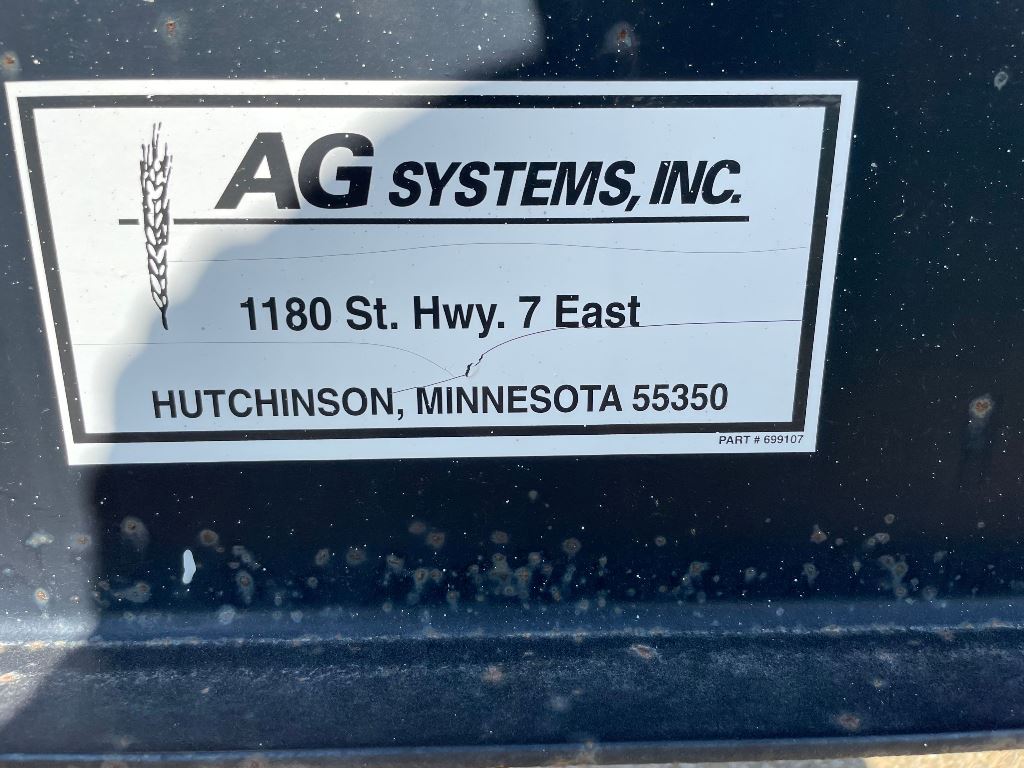 AG SYSTEMS, INC.
1180 St. Hwy. 7 East
HUTCHINSON, MINNESOTA 55350
PART # 699107